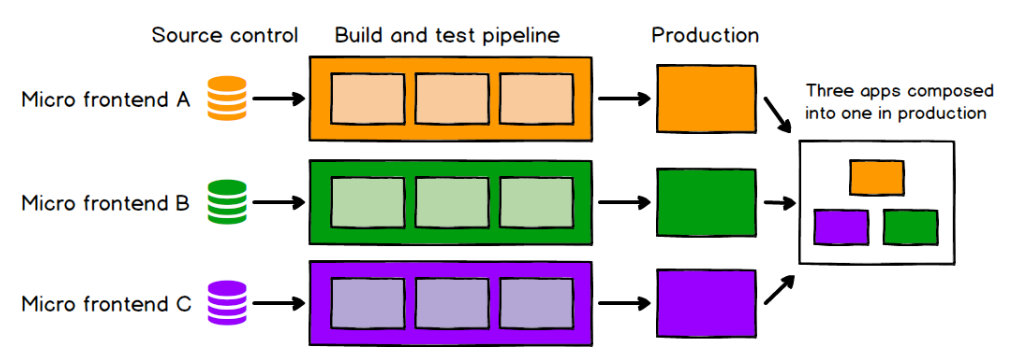 Source control
Build and test pipeline
Production
Micro frontend A
Three apps composed
into one in production
Micro frontend B
Micro frontend C